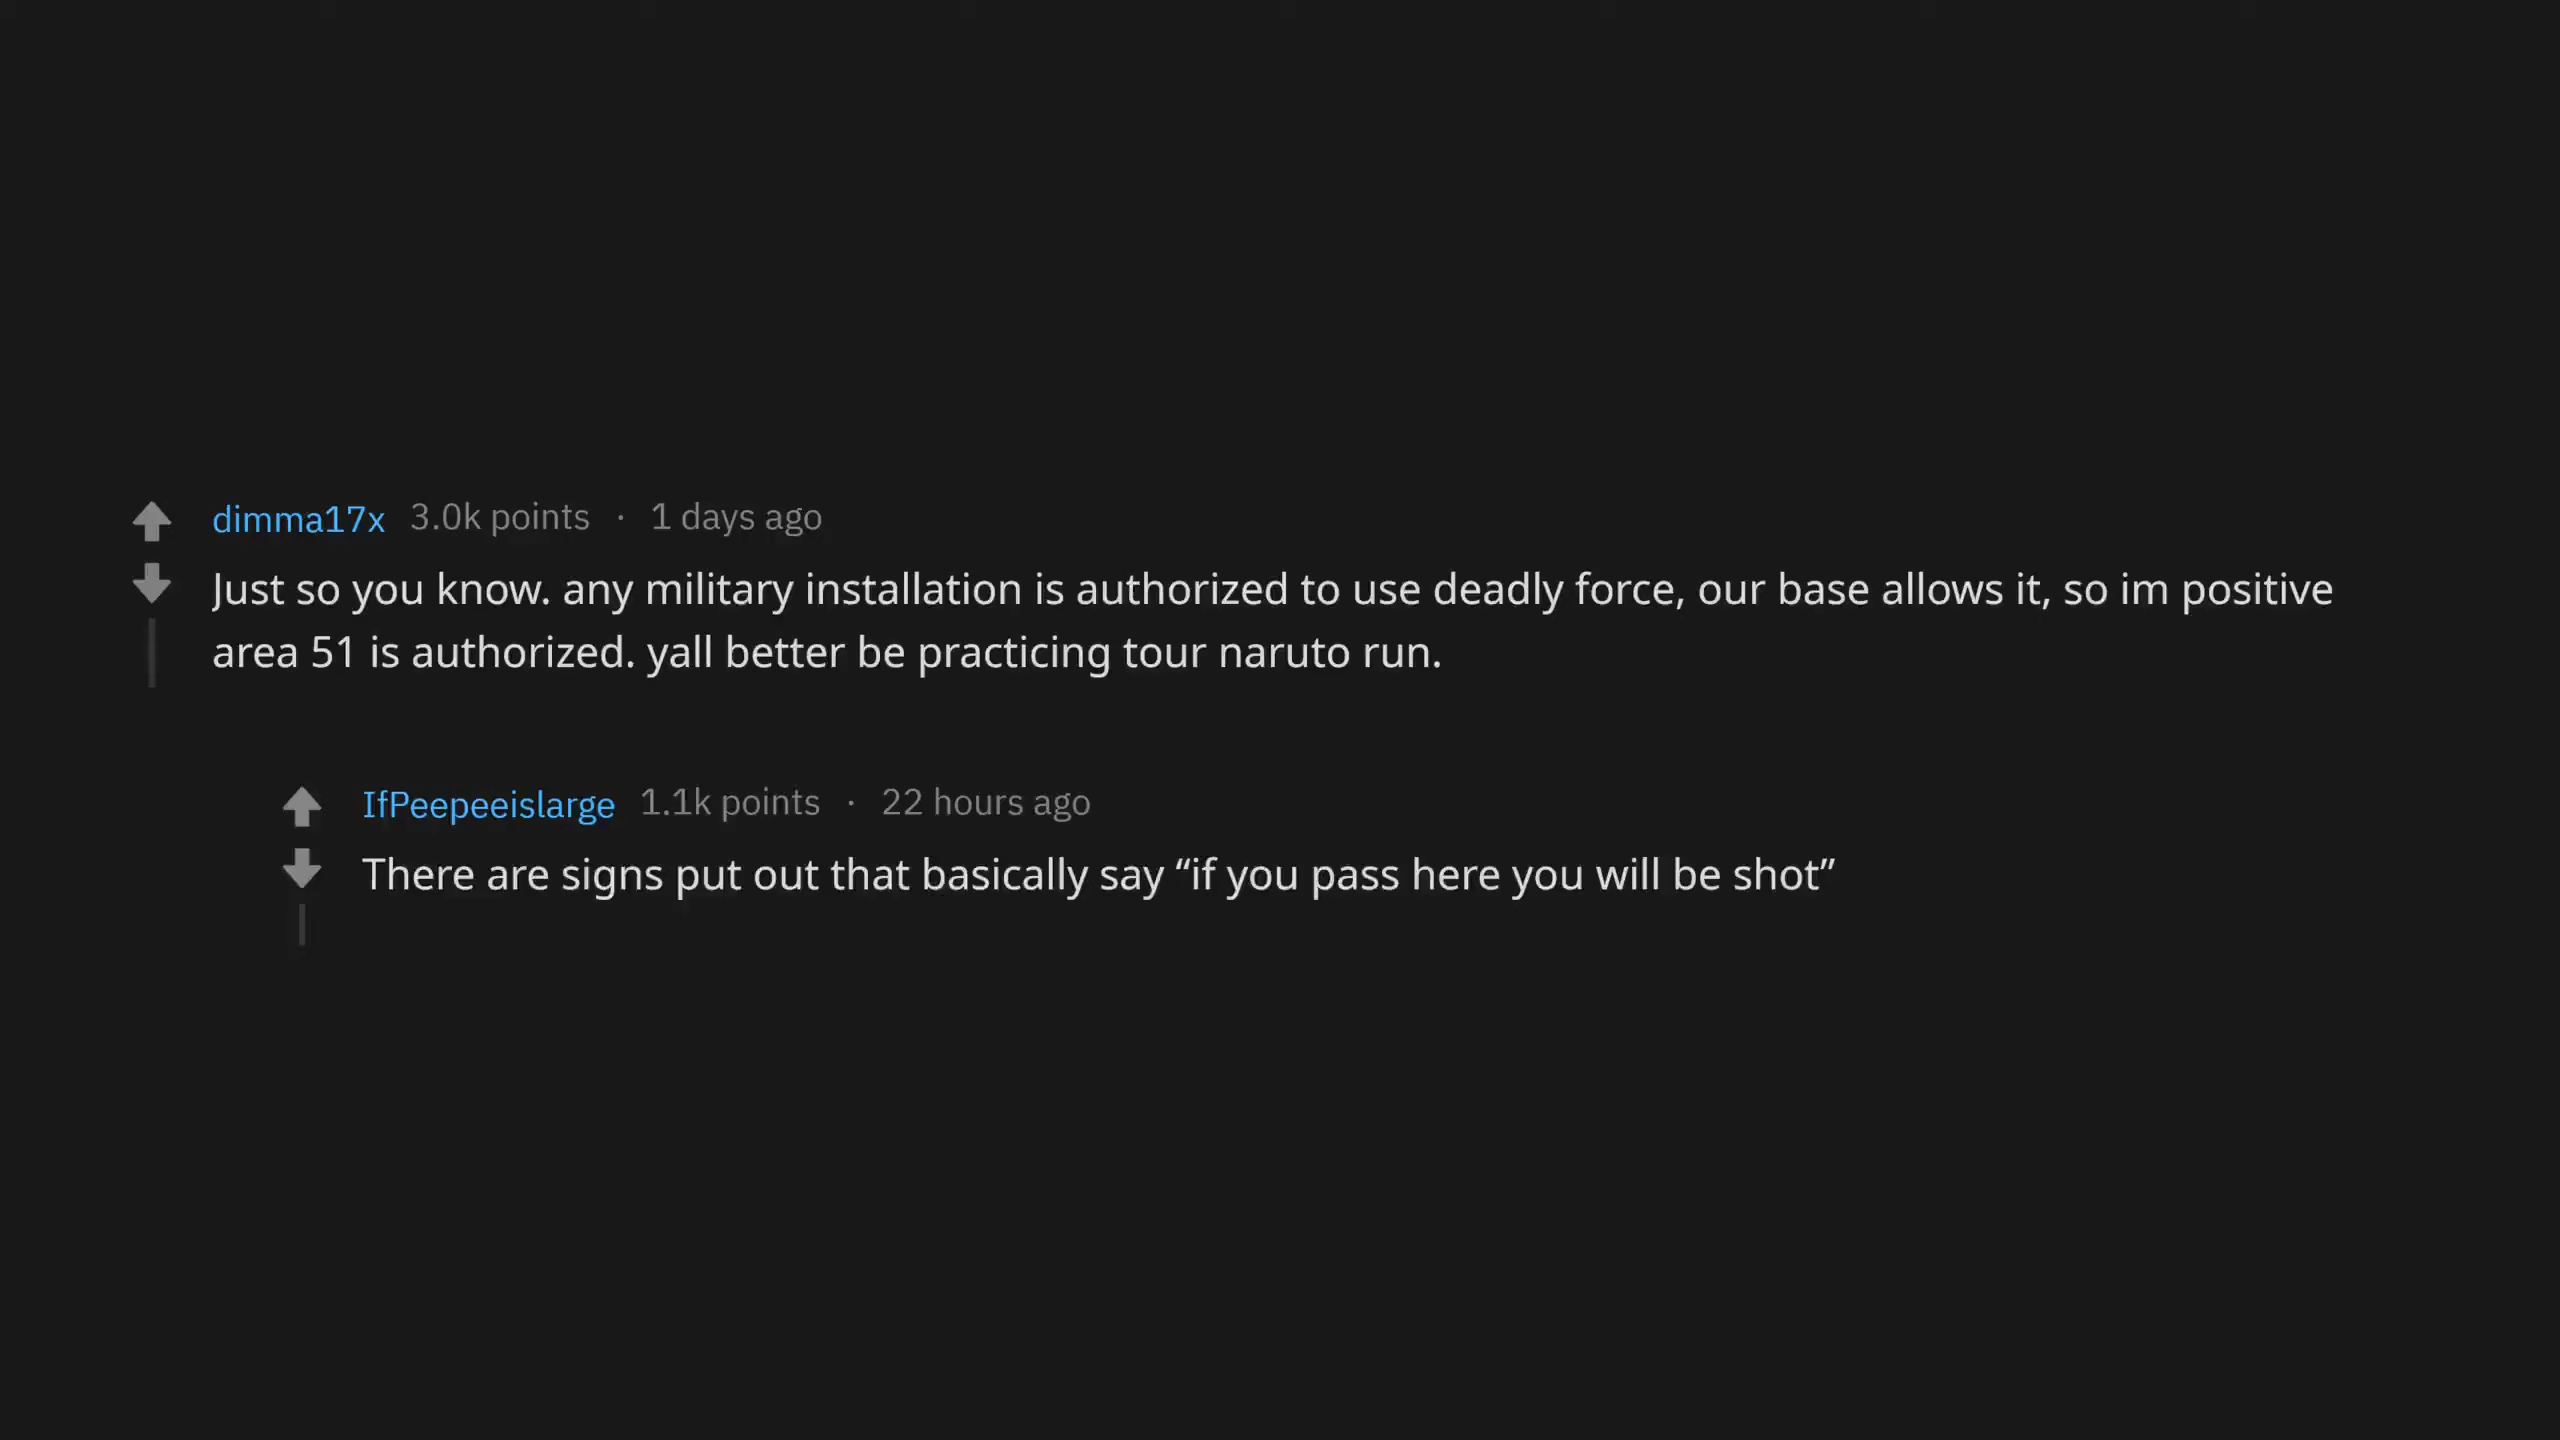 dimma17x 3.0k points · 1 days ago
Just so you know. any military installation is authorized to use deadly force, our base allows it, so im positive
area 51 is authorized. yall better be practicing tour naruto run.
IfPeepeeislarge 1.1k points · 22 hours ago
There are signs put out that basically say “if you pass here you will be shot”